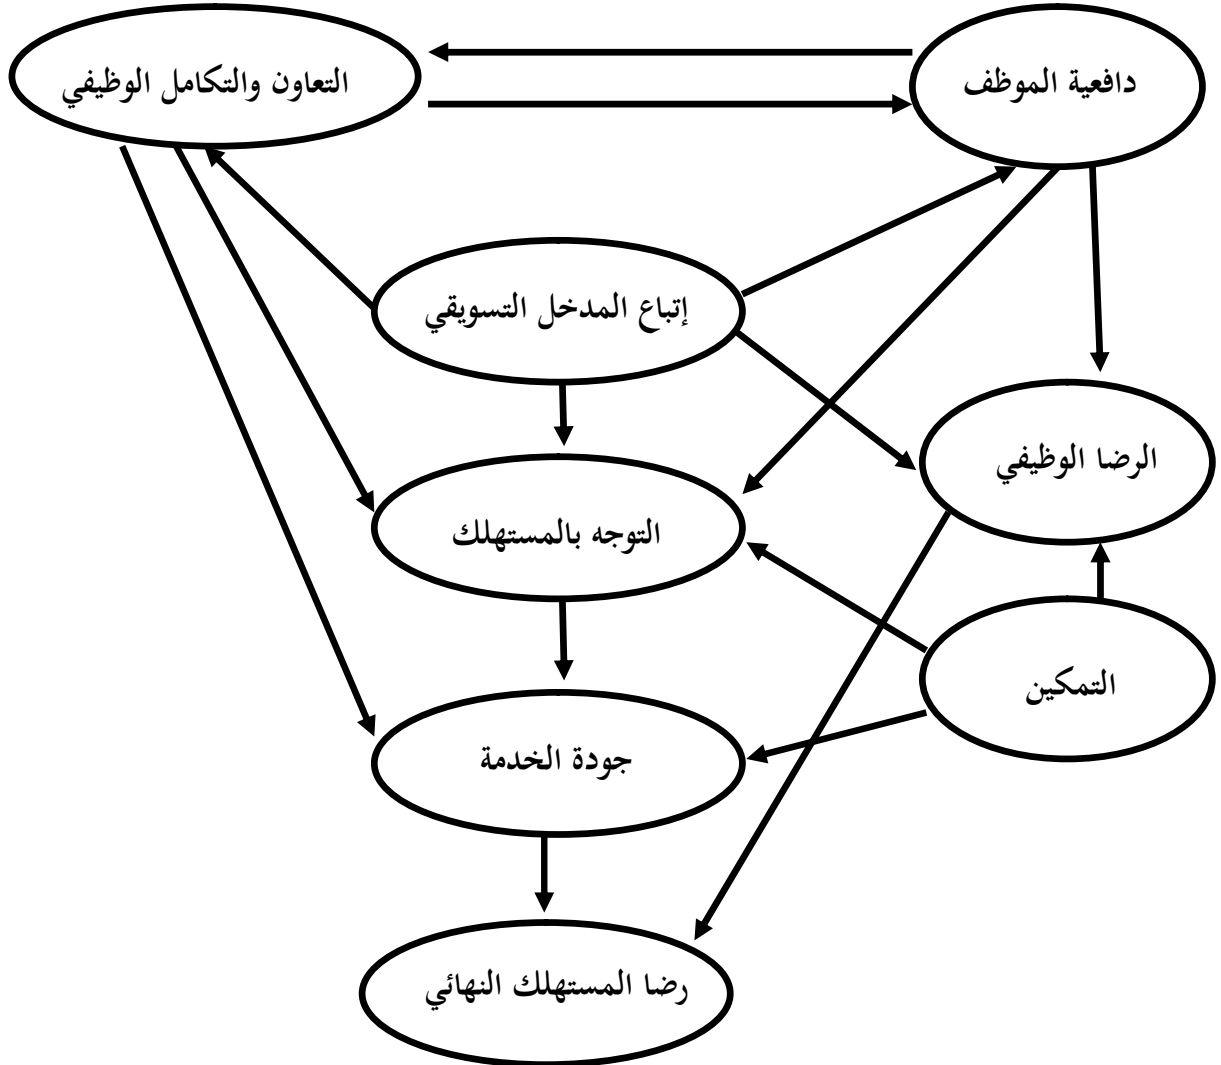 دافعية الموظف
التعاون والتكامل الوظيفي
إتباع المدخل التسويقي
الرضا الوظيفي
التوجه بالمستهلك
التمكين
جودة الخدمة
رضا المستهلك النهائي